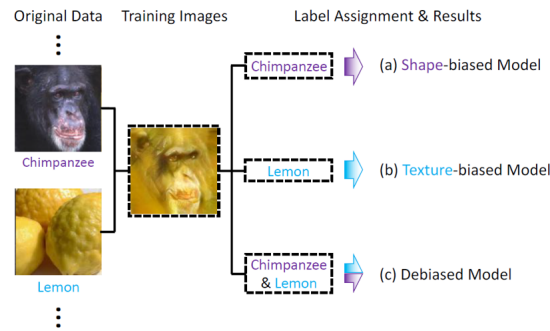 Original Data
Training Images
Label Assignment & Results
Chimpanzee
Lemon
Chimpanzee
(a) Shape-biased Model
Lemon
(b) Texture-biased Model
Chimpanzee
& Lemon
(c) Debiased Model